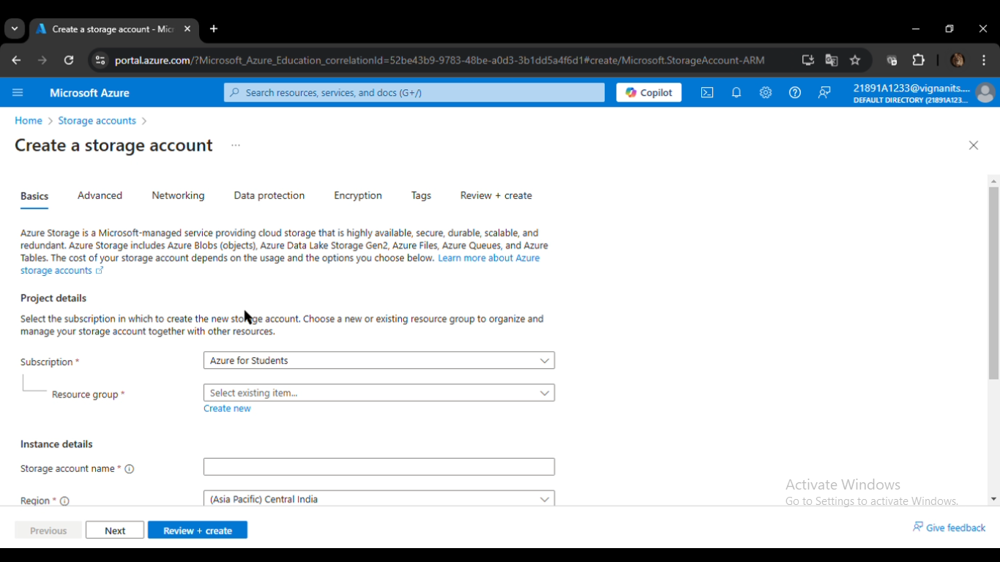 Create a storage account - Mic
portal.azure.com/?Microsoft_Azure_Education_correlationId=52be43b9-9783-48be-a0d3-3b1dd5a4f6d1#create/Microsoft.StorageAccount-ARM
Microsoft Azure
Search resources, services, and docs (G+/)
Copilot
21891A1233@vignanits....
DEFAULT DIRECTORY (21891A123...
Home > Storage accounts >
Create a storage account ...
Basics Advanced Networking Data protection Encryption Tags Review + create
Azure Storage is a Microsoft-managed service providing cloud storage that is highly available, secure, durable, scalable, and
redundant. Azure Storage includes Azure Blobs (objects), Azure Data Lake Storage Gen2, Azure Files, Azure Queues, and Azure
Tables. The cost of your storage account depends on the usage and the options you choose below. Learn more about Azure
storage accounts
Project details
Select the subscription in which to create the new storage account. Choose a new or existing resource group to organize and
manage your storage account together with other resources.
Subscription * Azure for Students
Resource group * Select existing item...
Create new
Instance details
Storage account name *
Region * (Asia Pacific) Central India
Activate Windows
Go to Settings to activate Windows.
Previous Next Review + create Give feedback